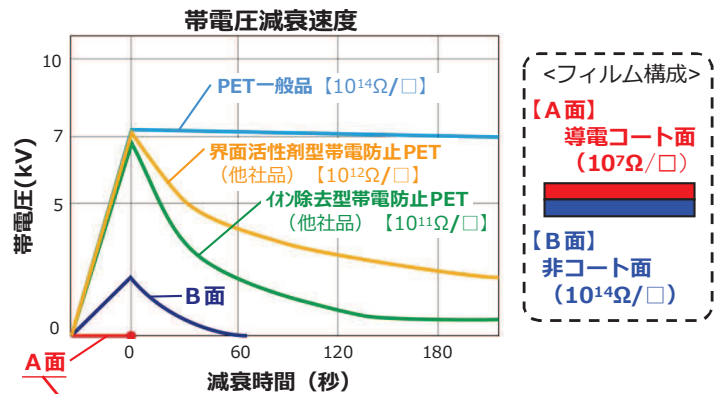 帯電圧減衰速度
帯電圧(kV)
10
7
5
0
PET一般品【10¹⁴Ω/□】
界面活性剤型帯電防止PET
(他社品)【10¹²Ω/□】
イオン除去型帯電防止PET
(他社品)【10¹¹Ω/□】
B面
A面
0
60
120
180
減衰時間(秒)
<フィルム構成>
【A面】
導電コート面
(10⁷Ω/□)
【B面】
非コート面
(10¹⁴Ω/□)